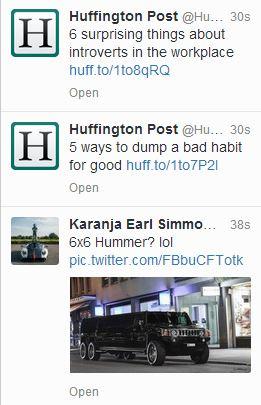 H
Huffington Post @Hu... 30s
6 surprising things about
introverts in the workplace
huff.to/1to8qRQ
Open
H
Huffington Post @Hu... 30s
5 ways to dump a bad habit
for good huff.to/1to7P2l
Open
Karanja Earl Simmo... 38s
6x6 Hummer? lol
pic.twitter.com/FBbuCFTotk
Open